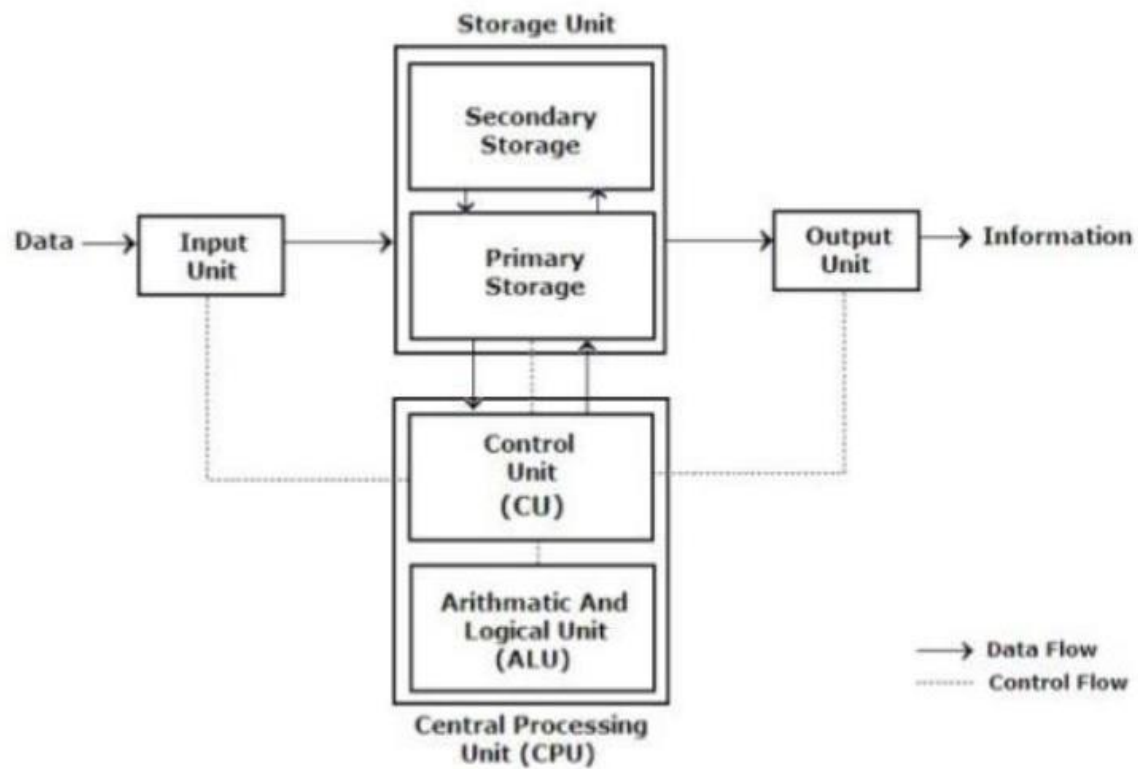 Storage Unit
Secondary
Storage
Data
Input
Unit
Primary
Storage
Output
Unit
Information
Control
Unit
(CU)
Arithmatic And
Logical Unit
(ALU)
Data Flow
Control Flow
Central Processing
Unit (CPU)